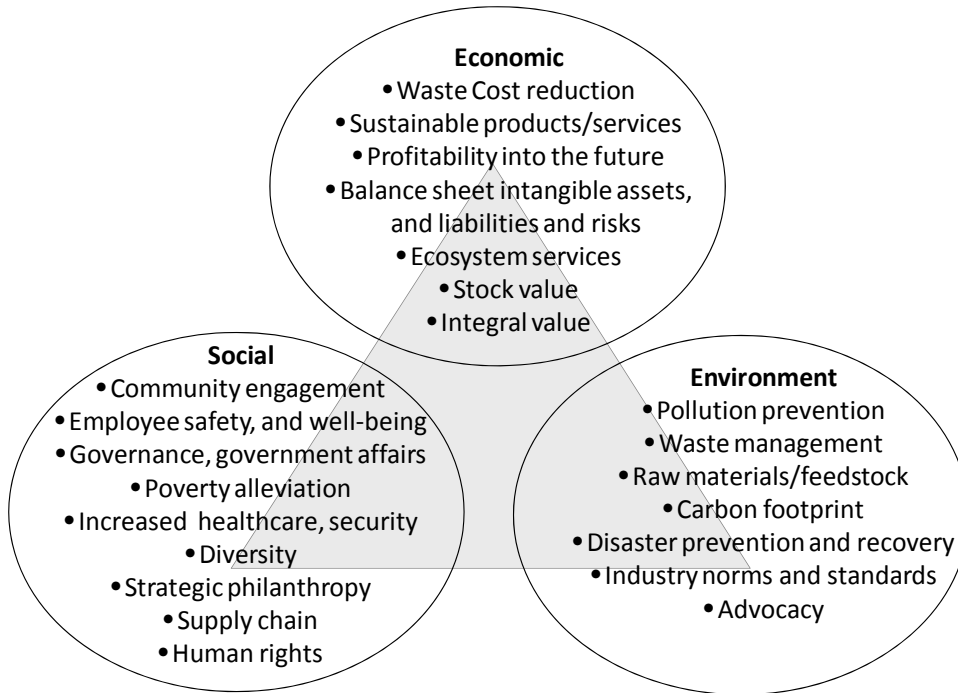 Economic
•Waste Cost reduction
•Sustainable products/services
•Profitability into the future
•Balance sheet intangible assets,
and liabilities and risks
•Ecosystem services
•Stock value
•Integral value
Social
•Community engagement
•Employee safety, and well-being
•Governance, government affairs
•Poverty alleviation
•Increased healthcare, security
•Diversity
•Strategic philanthropy
•Supply chain
•Human rights
Environment
•Pollution prevention
•Waste management
•Raw materials/feedstock
•Carbon footprint
•Disaster prevention and recovery
•Industry norms and standards
•Advocacy